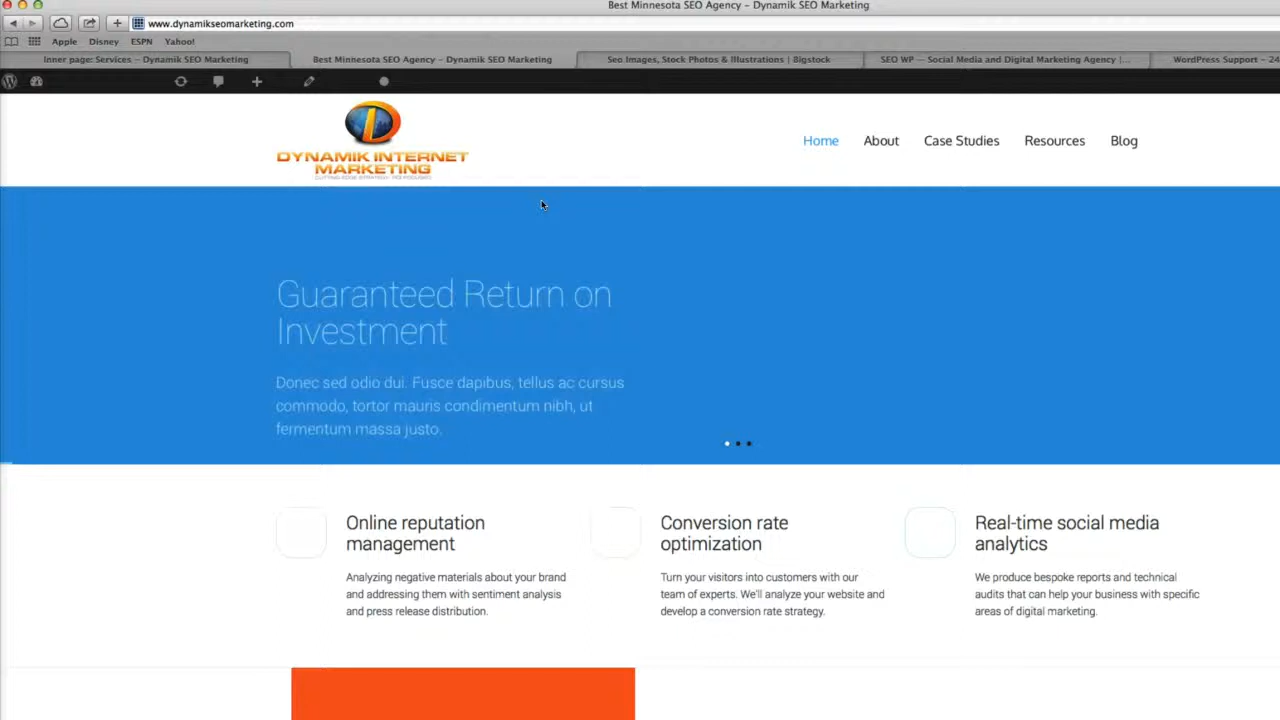 Best Minnesota SEO Agency – Dynamik SEO Marketing
www.dynamikseomarketing.com
Apple Disney ESPN Yahoo!
Inner page: Services – Dynamik SEO Marketing
Best Minnesota SEO Agency – Dynamik SEO Marketing
Seo Images, Stock Photos & Illustrations | Bigstock
SEO WP — Social Media and Digital Marketing Agency |...
WordPress Support – 24
DYNAMIK INTERNET
MARKETING
Home About Case Studies Resources Blog
Guaranteed Return on
Investment
Donec sed odio dui. Fusce dapibus, tellus ac cursus
commodo, tortor mauris condimentum nibh, ut
fermentum massa justo.
Online reputation
management
Analyzing negative materials about your brand
and addressing them with sentiment analysis
and press release distribution.
Conversion rate
optimization
Turn your visitors into customers with our
team of experts. We'll analyze your website and
develop a conversion rate strategy.
Real-time social media
analytics
We produce bespoke reports and technical
audits that can help your business with specific
areas of digital marketing.